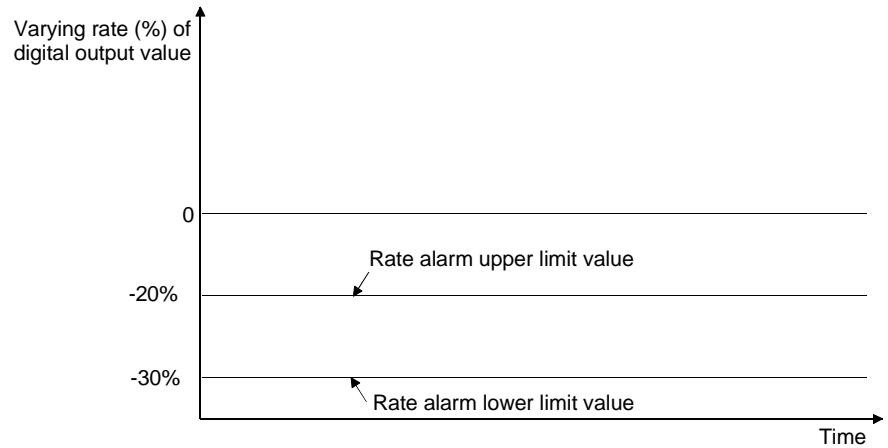 Varying rate (%) of
digital output value
0
Rate alarm upper limit value
-20%
-30%
Rate alarm lower limit value
Time